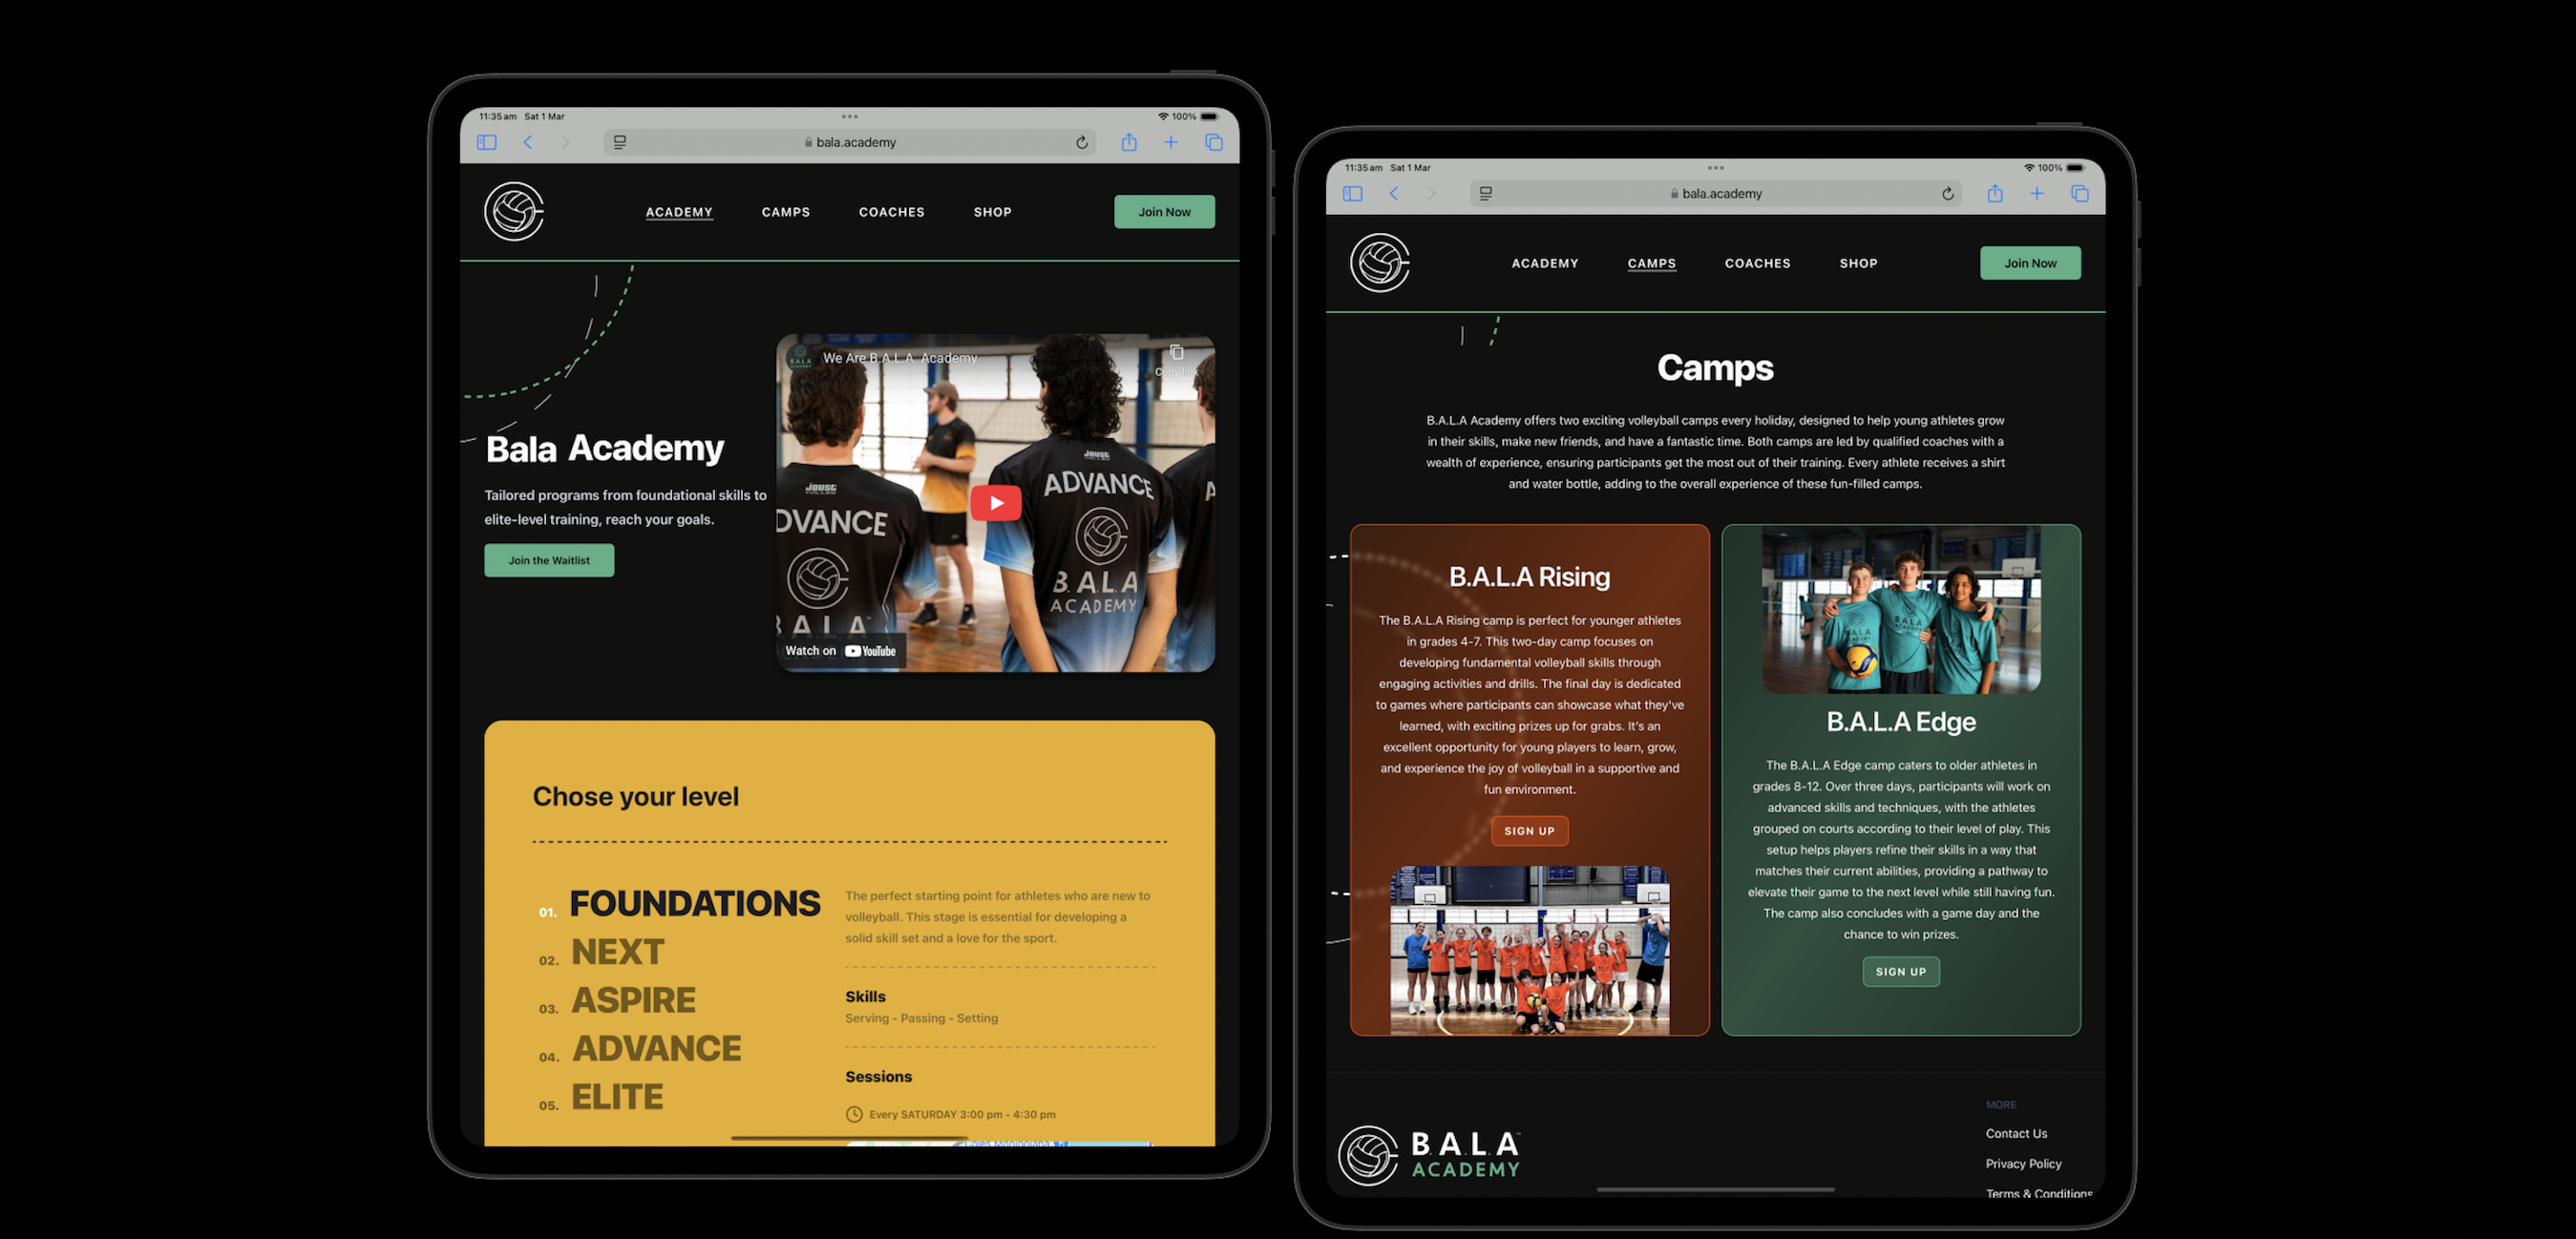 11:35 am Sat 1 Mar
100%
bala.academy
ACADEMY CAMPS COACHES SHOP
Join Now
We Are B.A.L.A Academy
Copy link
BALA
ACADEMY
Joust
VOLLEY
ADVANCE
B.A.L.A
ACADEMY
Joust
VOLLEY
DVANCE
BALA
A
Watch on YouTube
Bala Academy
Tailored programs from foundational skills to
elite-level training, reach your goals.
Join the Waitlist
Chose your level
01. FOUNDATIONS
02. NEXT
03. ASPIRE
04. ADVANCE
05. ELITE
The perfect starting point for athletes who are new to
volleyball. This stage is essential for developing a
solid skill set and a love for the sport.
Skills
Serving - Passing - Setting
Sessions
Every SATURDAY 3:00 pm - 4:30 pm
11:35 am Sat 1 Mar
100%
bala.academy
ACADEMY CAMPS COACHES SHOP
Join Now
Camps
B.A.L.A Academy offers two exciting volleyball camps every holiday, designed to help young athletes grow
in their skills, make new friends, and have a fantastic time. Both camps are led by qualified coaches with a
wealth of experience, ensuring participants get the most out of their training. Every athlete receives a shirt
and water bottle, adding to the overall experience of these fun-filled camps.
B.A.L.A Rising
The B.A.L.A Rising camp is perfect for younger athletes
in grades 4-7. This two-day camp focuses on
developing fundamental volleyball skills through
engaging activities and drills. The final day is dedicated
to games where participants can showcase what they've
learned, with exciting prizes up for grabs. It's an
excellent opportunity for young players to learn, grow,
and experience the joy of volleyball in a supportive and
fun environment.
SIGN UP
BALA
BALA
B.A.L.A Edge
The B.A.L.A Edge camp caters to older athletes in
grades 8-12. Over three days, participants will work on
advanced skills and techniques, with the athletes
grouped on courts according to their level of play. This
setup helps players refine their skills in a way that
matches their current abilities, providing a pathway to
elevate their game to the next level while still having fun.
The camp also concludes with a game day and the
chance to win prizes.
SIGN UP
B.A.L.A™
ACADEMY
MORE
Contact Us
Privacy Policy
Terms & Conditions